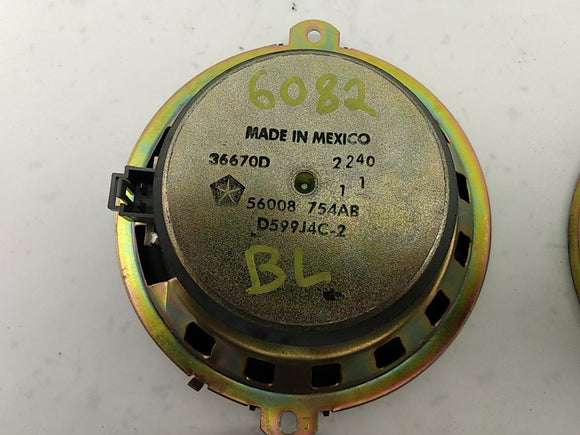 6082
MADE IN MEXICO
36670D 2240
1 1
56008 754AB
D599J4C-2
BL